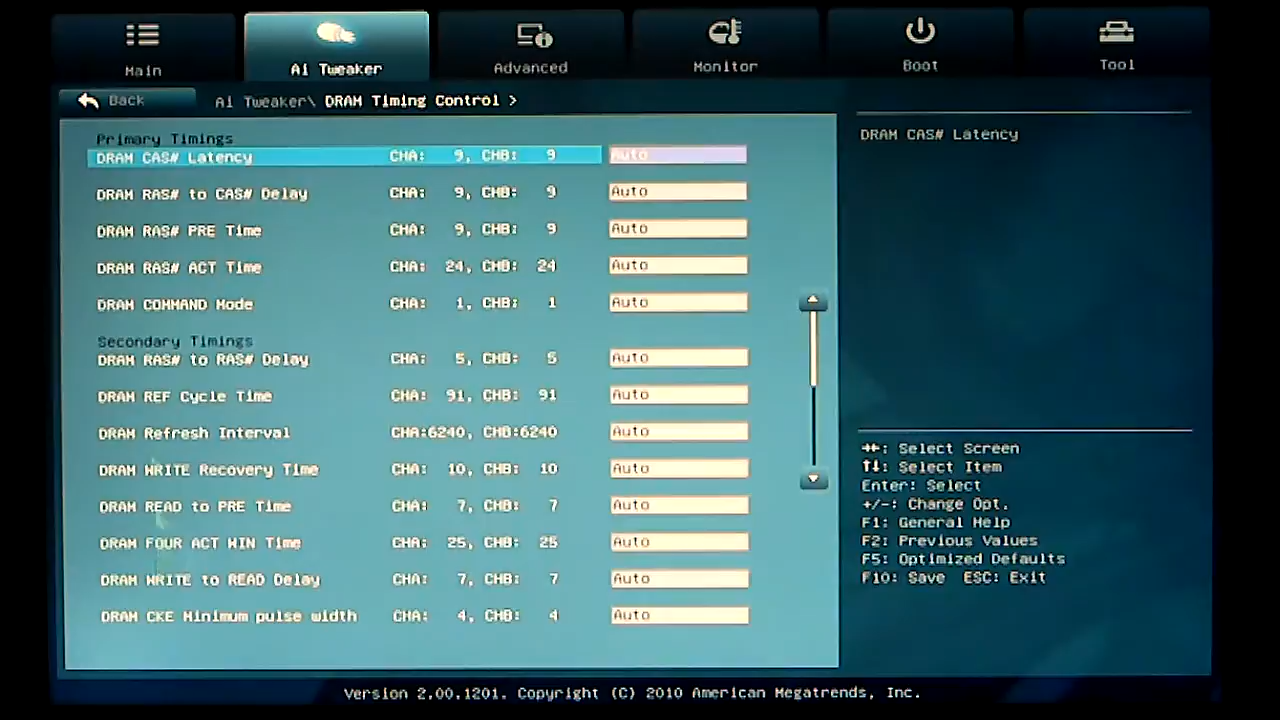 Main
Ai Tweaker
Advanced
Monitor
Boot
Tool
Back
Ai Tweaker\ DRAM Timing Control >
Primary Timings
DRAM CAS# Latency CHA: 9, CHB: 9 Auto
DRAM RAS# to CAS# Delay CHA: 9, CHB: 9 Auto
DRAM RAS# PRE Time CHA: 9, CHB: 9 Auto
DRAM RAS# ACT Time CHA: 24, CHB: 24 Auto
DRAM COMMAND Mode CHA: 1, CHB: 1 Auto
Secondary Timings
DRAM RAS# to RAS# Delay CHA: 5, CHB: 5 Auto
DRAM REF Cycle Time CHA: 91, CHB: 91 Auto
DRAM Refresh Interval CHA:6240, CHB:6240 Auto
DRAM WRITE Recovery Time CHA: 10, CHB: 10 Auto
DRAM READ to PRE Time CHA: 7, CHB: 7 Auto
DRAM FOUR ACT WIN Time CHA: 25, CHB: 25 Auto
DRAM WRITE to READ Delay CHA: 7, CHB: 7 Auto
DRAM CKE Minimum pulse width CHA: 4, CHB: 4 Auto
DRAM CAS# Latency
→←: Select Screen
↑↓: Select Item
Enter: Select
+/-: Change Opt.
F1: General Help
F2: Previous Values
F5: Optimized Defaults
F10: Save ESC: Exit
Version 2.00.1201. Copyright (C) 2010 American Megatrends, Inc.